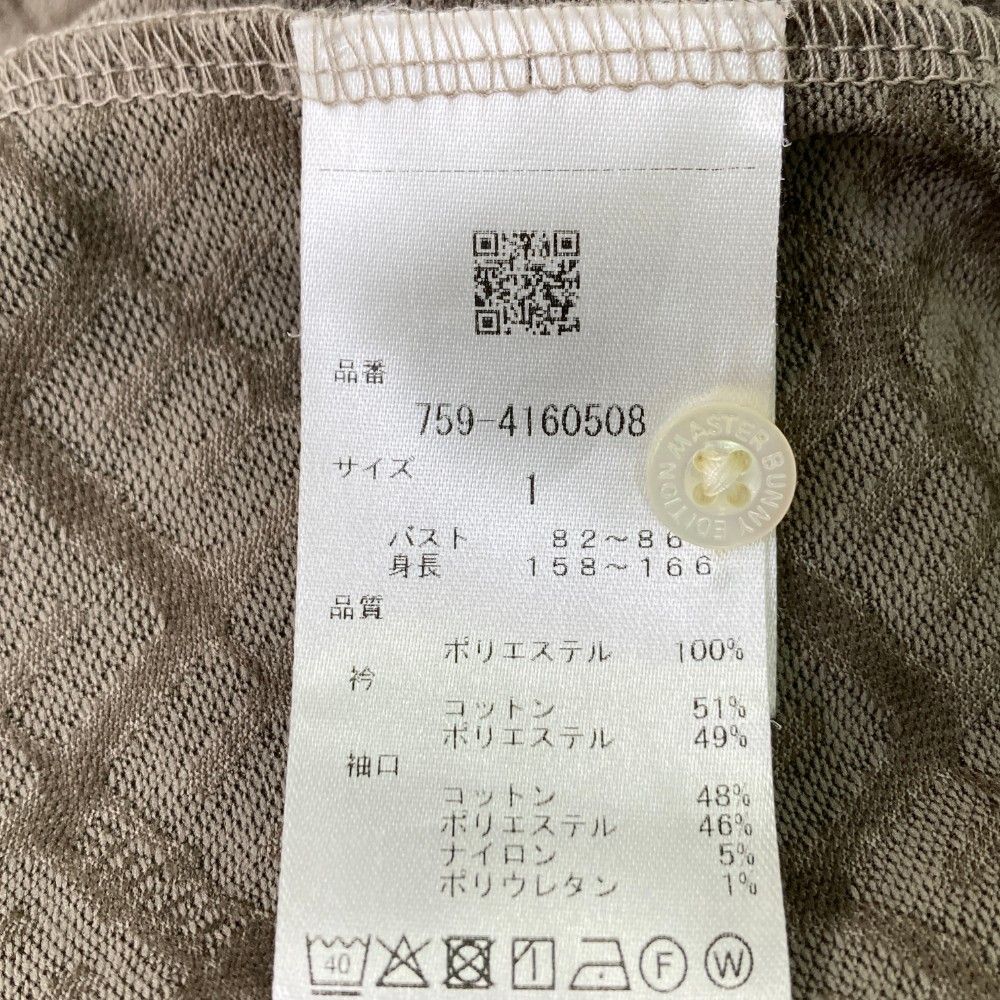 品番
759-4160508
サイズ
1
MASTER BUNNY EDITION
バスト 82～86
身長 158～166
品質
ポリエステル 100%
衿
コットン 51%
ポリエステル 49%
袖口
コットン 48%
ポリエステル 46%
ナイロン 5%
ポリウレタン 1%
40 F W